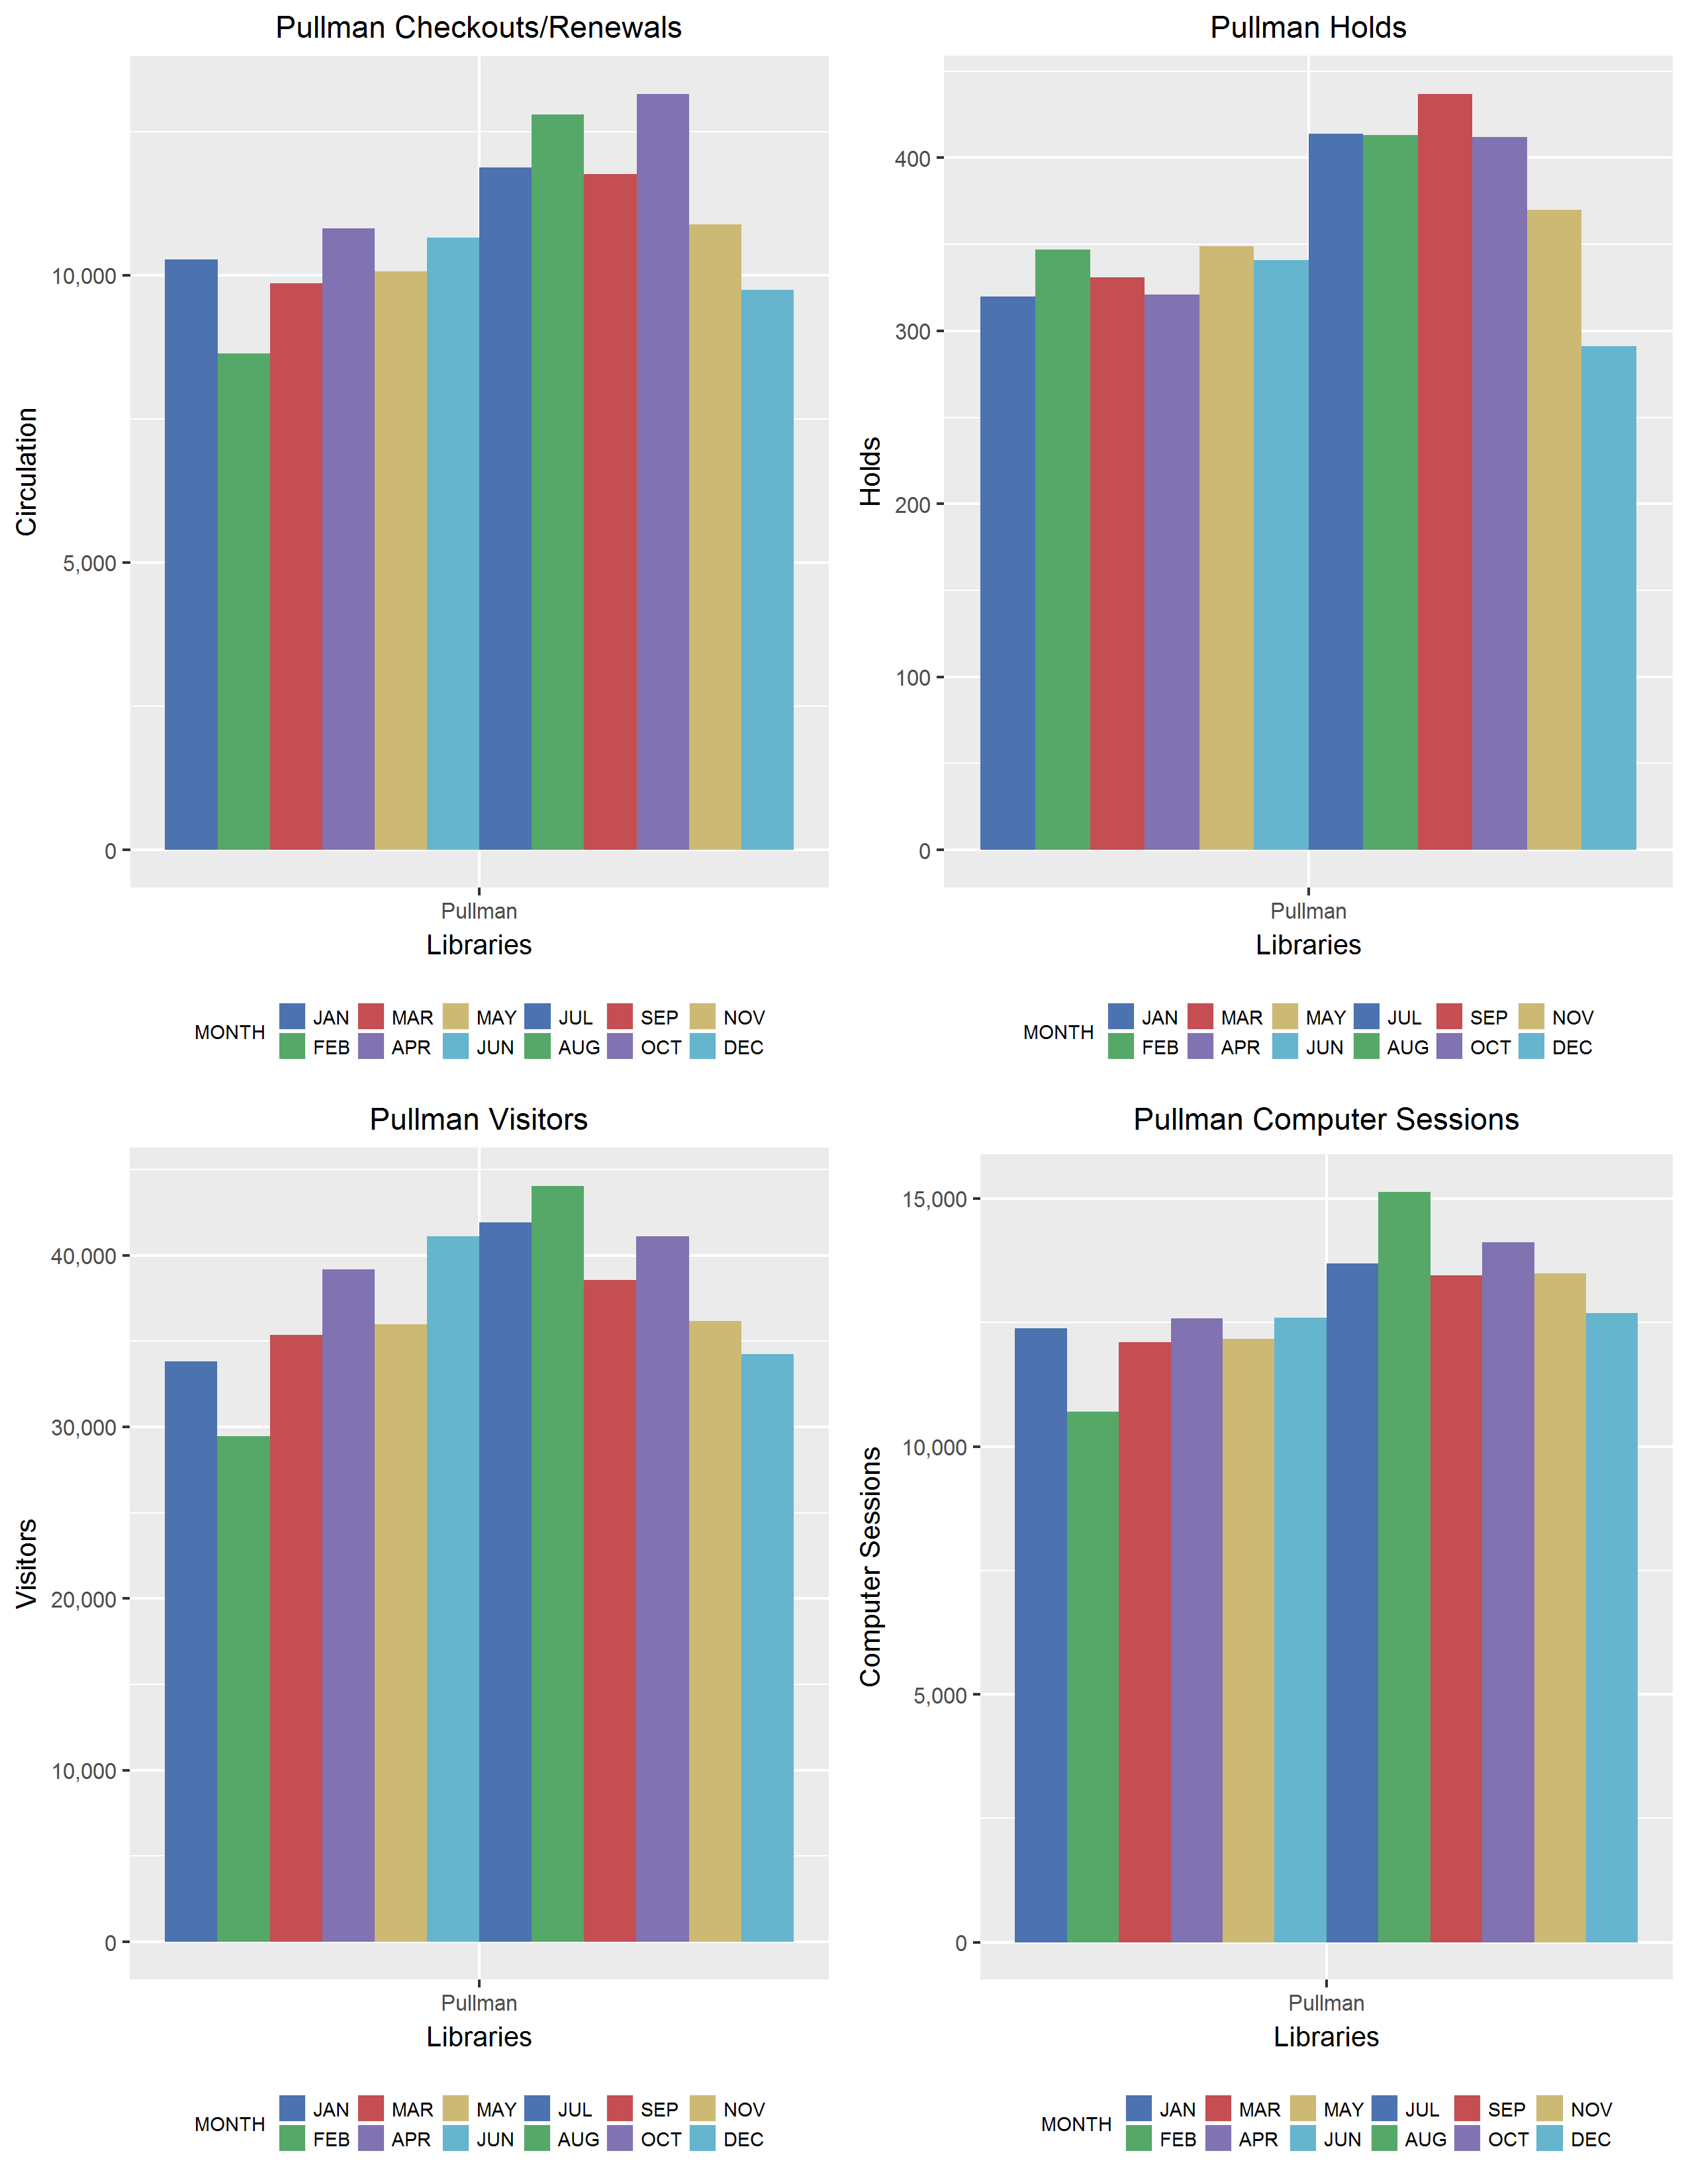 Pullman Checkouts/Renewals
Circulation
10,000
5,000
0
Pullman
Libraries
MONTH
JAN MAR MAY JUL SEP NOV
FEB APR JUN AUG OCT DEC
Pullman Holds
Holds
400
300
200
100
0
Pullman
Libraries
MONTH
JAN MAR MAY JUL SEP NOV
FEB APR JUN AUG OCT DEC
Pullman Visitors
Visitors
40,000
30,000
20,000
10,000
0
Pullman
Libraries
MONTH
JAN MAR MAY JUL SEP NOV
FEB APR JUN AUG OCT DEC
Pullman Computer Sessions
Computer Sessions
15,000
10,000
5,000
0
Pullman
Libraries
MONTH
JAN MAR MAY JUL SEP NOV
FEB APR JUN AUG OCT DEC